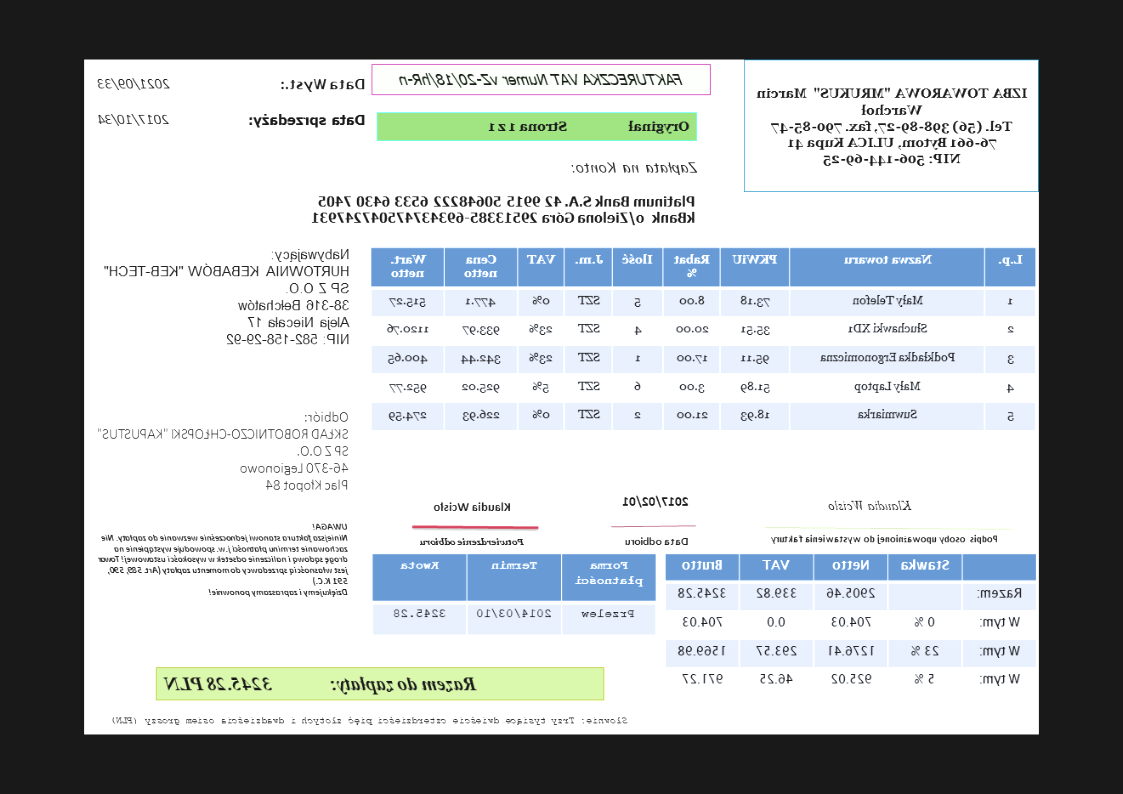 IZBA TOWAROWA "MRUKUS" Marcin
Warchoł
Tel. (56) 398-89-27, fax. 790-85-47
76-661 Bytom, ULICA Kupa 41
NIP: 506-144-69-25
FAKTURECZKA VAT Numer vZ-20/18/hR-n
Oryginał Strona 1 z 1
Data Wyst.: 2021/09/33
Data sprzedaży: 2017/10/34
Zapłata na Konto:
Platinum Bank S.A. 42 9915 50648222 6533 6430 7405
kBank o/Zielona Góra 29513385-6934374750477247931
L.p. Nazwa towaru PKWiU Rabat % Ilość J.m. VAT Cena netto Wart. netto
1 Mały Telefon 73.18 8.00 5 SZT 0% 477.1 515.27
2 Słuchawki XD1 35-51 20.00 4 SZT 23% 933.97 1120.76
3 Podkładka Ergonomiczna 95.11 17.00 1 SZT 23% 342.44 400.65
4 Mały Laptop 51.89 3.00 6 SZT 5% 925.02 952.77
5 Suwmiarka 18.93 21.00 2 SZT 0% 226.93 274.59
Nabywający:
HURTOWNIA KEBABÓW "KEB-TECH"
SP Z O.O.
38-316 Bełchatów
Aleja Niecała 17
NIP: 582-158-29-92
Odbiór:
SKŁAD ROBOTNICZO-CHŁOPSKI "KAPUSTUS"
SP Z O.O.
46-370 Legionowo
Plac Kłopot 84
Klaudia Wcisło
Podpis osoby upoważnionej do wystawienia faktury
2017/02/01
Data odbioru
Klaudia Wcisło
Potwierdzenie odbioru
UWAGA!
Niniejsza faktura stanowi jednocześnie wezwanie do zapłaty. Nie
zachowanie terminu płatność j.w. spowoduje wystąpienie na
drogę sądową i naliczenie odsetek w wysokości ustawowej! Towar
jest własnością sprzedawcy do momentu zapłaty (Art. 589, 590,
591 K.C.)
Dziękujemy i zapraszamy ponownie!
Stawka Netto VAT Brutto
Razem: 2905.46 339.82 3245.28
W tym: 0 % 704.03 0.0 704.03
W tym: 23 % 1276.41 293.57 1569.98
W tym: 5 % 925.02 46.25 971.27
Forma płatności Termin Kwota
Przelew 2014/03/10 3245.28
Razem do zapłaty: 3245.28 PLN
Słownie: Trzy tysiące dwieście czterdzieści pięć złotych i dwadzieścia osiem groszy (PLN)